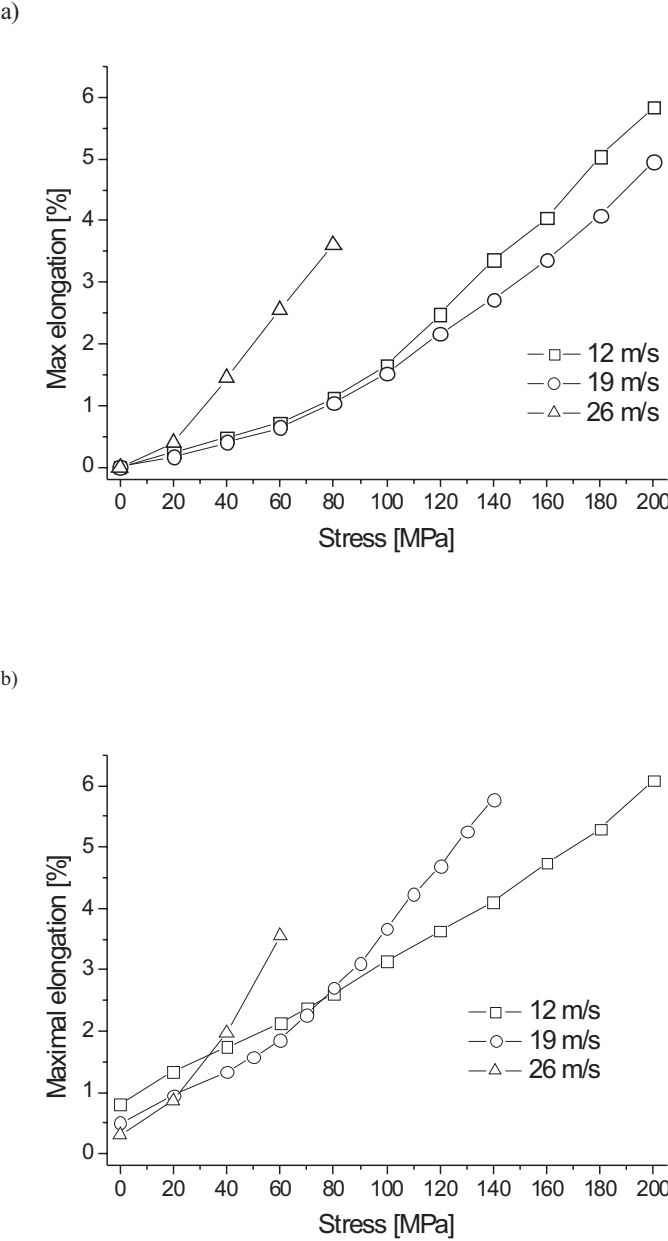 a)
6
5
4
3
2
1
0
Max elongation [%]
12 m/s
19 m/s
26 m/s
0 20 40 60 80 100 120 140 160 180 200
Stress [MPa]
b)
6
5
4
3
2
1
0
Maximal elongation [%]
12 m/s
19 m/s
26 m/s
0 20 40 60 80 100 120 140 160 180 200
Stress [MPa]